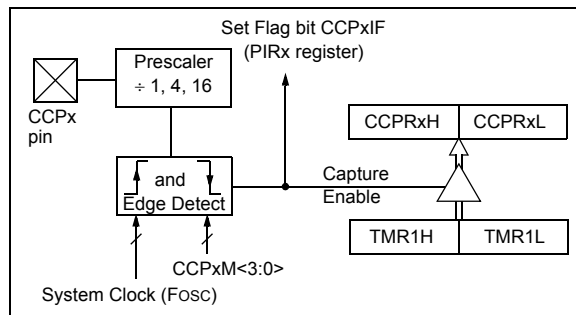 Set Flag bit CCPxIF
(PIRx register)
Prescaler
÷ 1, 4, 16
CCPx
pin
CCPRxH
CCPRxL
and
Edge Detect
Capture
Enable
TMR1H
TMR1L
CCPxM<3:0>
System Clock (FOSC)